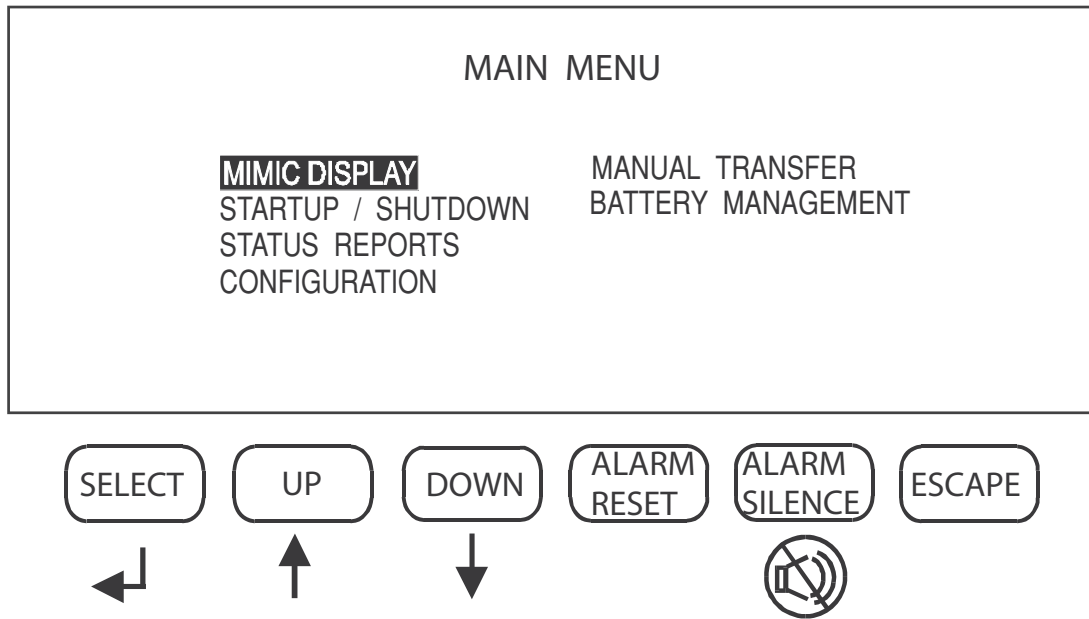 MAIN MENU
MIMIC DISPLAY
STARTUP / SHUTDOWN
STATUS REPORTS
CONFIGURATION
MANUAL TRANSFER
BATTERY MANAGEMENT
SELECT
UP
DOWN
ALARM
RESET
ALARM
SILENCE
ESCAPE